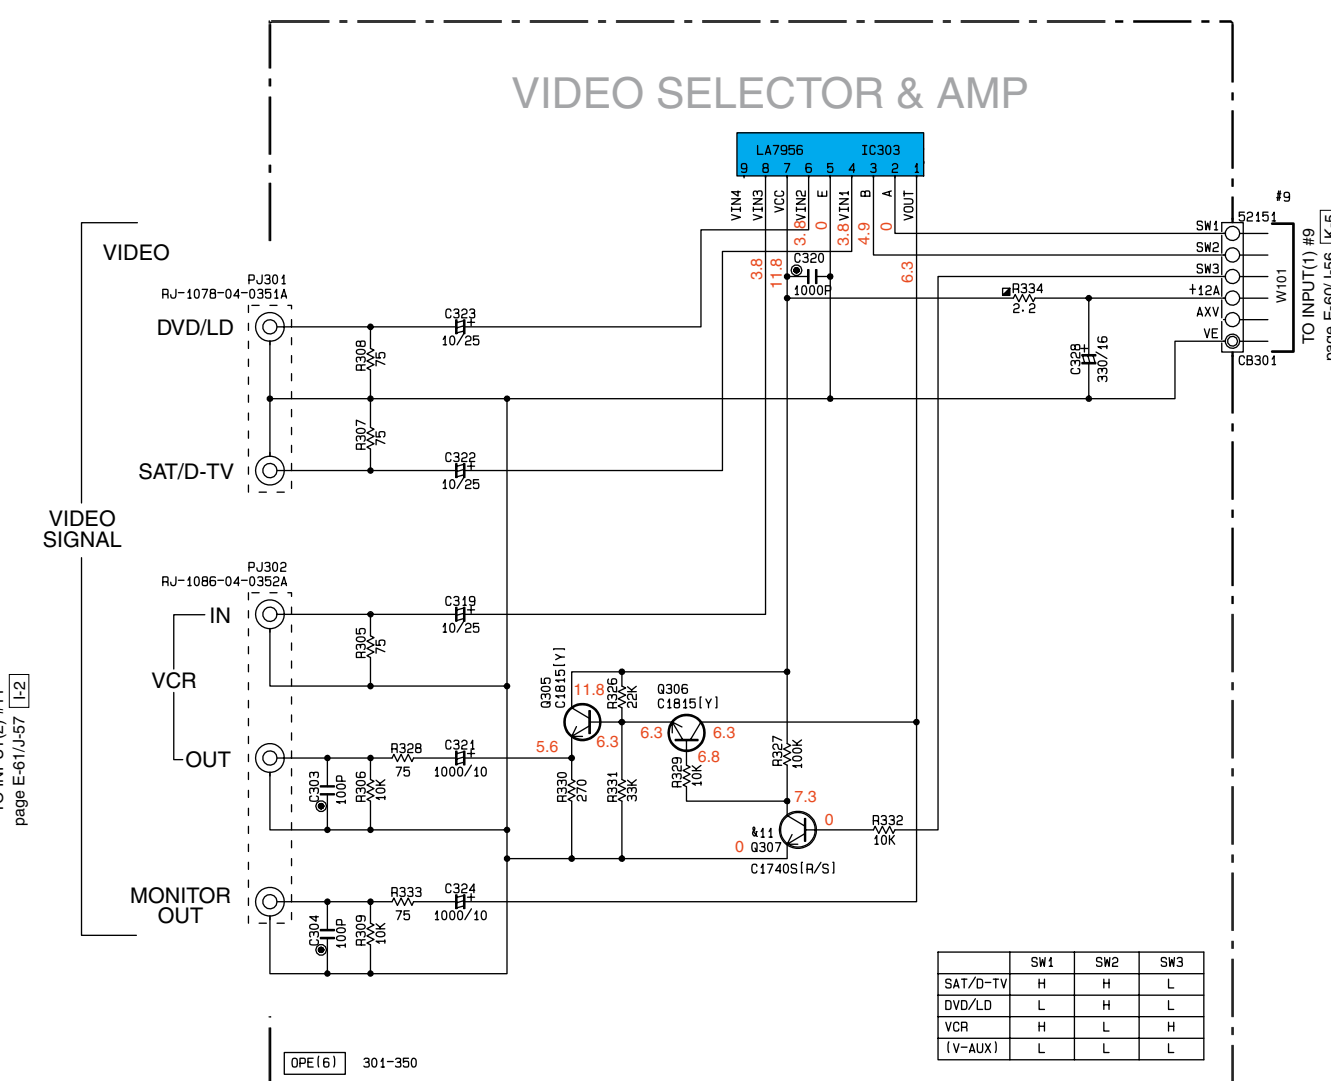 VIDEO SELECTOR & AMP
LA7956 IC303
9 8 7 6 5 4 3 2 1
VIN4
VIN3
VCC
VIN2
E
VIN1
B
A
VOUT
3.8
11.8
3.8
0
3.8
4.9
0
6.3
C320
1000P
#9
52151
SW1
SW2
SW3
+12A
AXV
VE
W101
CB301
TO INPUT(1) #9
page E-60/J-56 K-5
R334
2.2
C328
+
330/16
VIDEO
PJ301
RJ-1078-04-0351A
DVD/LD
R308
75
C323
+
10/25
R307
75
SAT/D-TV
C322
+
10/25
VIDEO
SIGNAL
PJ302
RJ-1086-04-0352A
IN
C319
+
10/25
R305
75
VCR
OUT
page E-61/J-57 I-2
C303
100P
R306
10K
R328
75
C321
+
1000/10
Q305
C1815[Y]
11.8
5.6
6.3
R326
22K
R330
270
R331
33K
Q306
C1815[Y]
6.3
6.3
6.8
R329
10K
R327
100K
7.3
0
&11
0 Q307
C1740S[R/S]
R332
10K
MONITOR
OUT
C304
100P
R309
10K
R333
75
C324
+
1000/10
SW1 SW2 SW3
SAT/D-TV H H L
DVD/LD L H L
VCR H L H
(V-AUX) L L L
OPE(6) 301-350